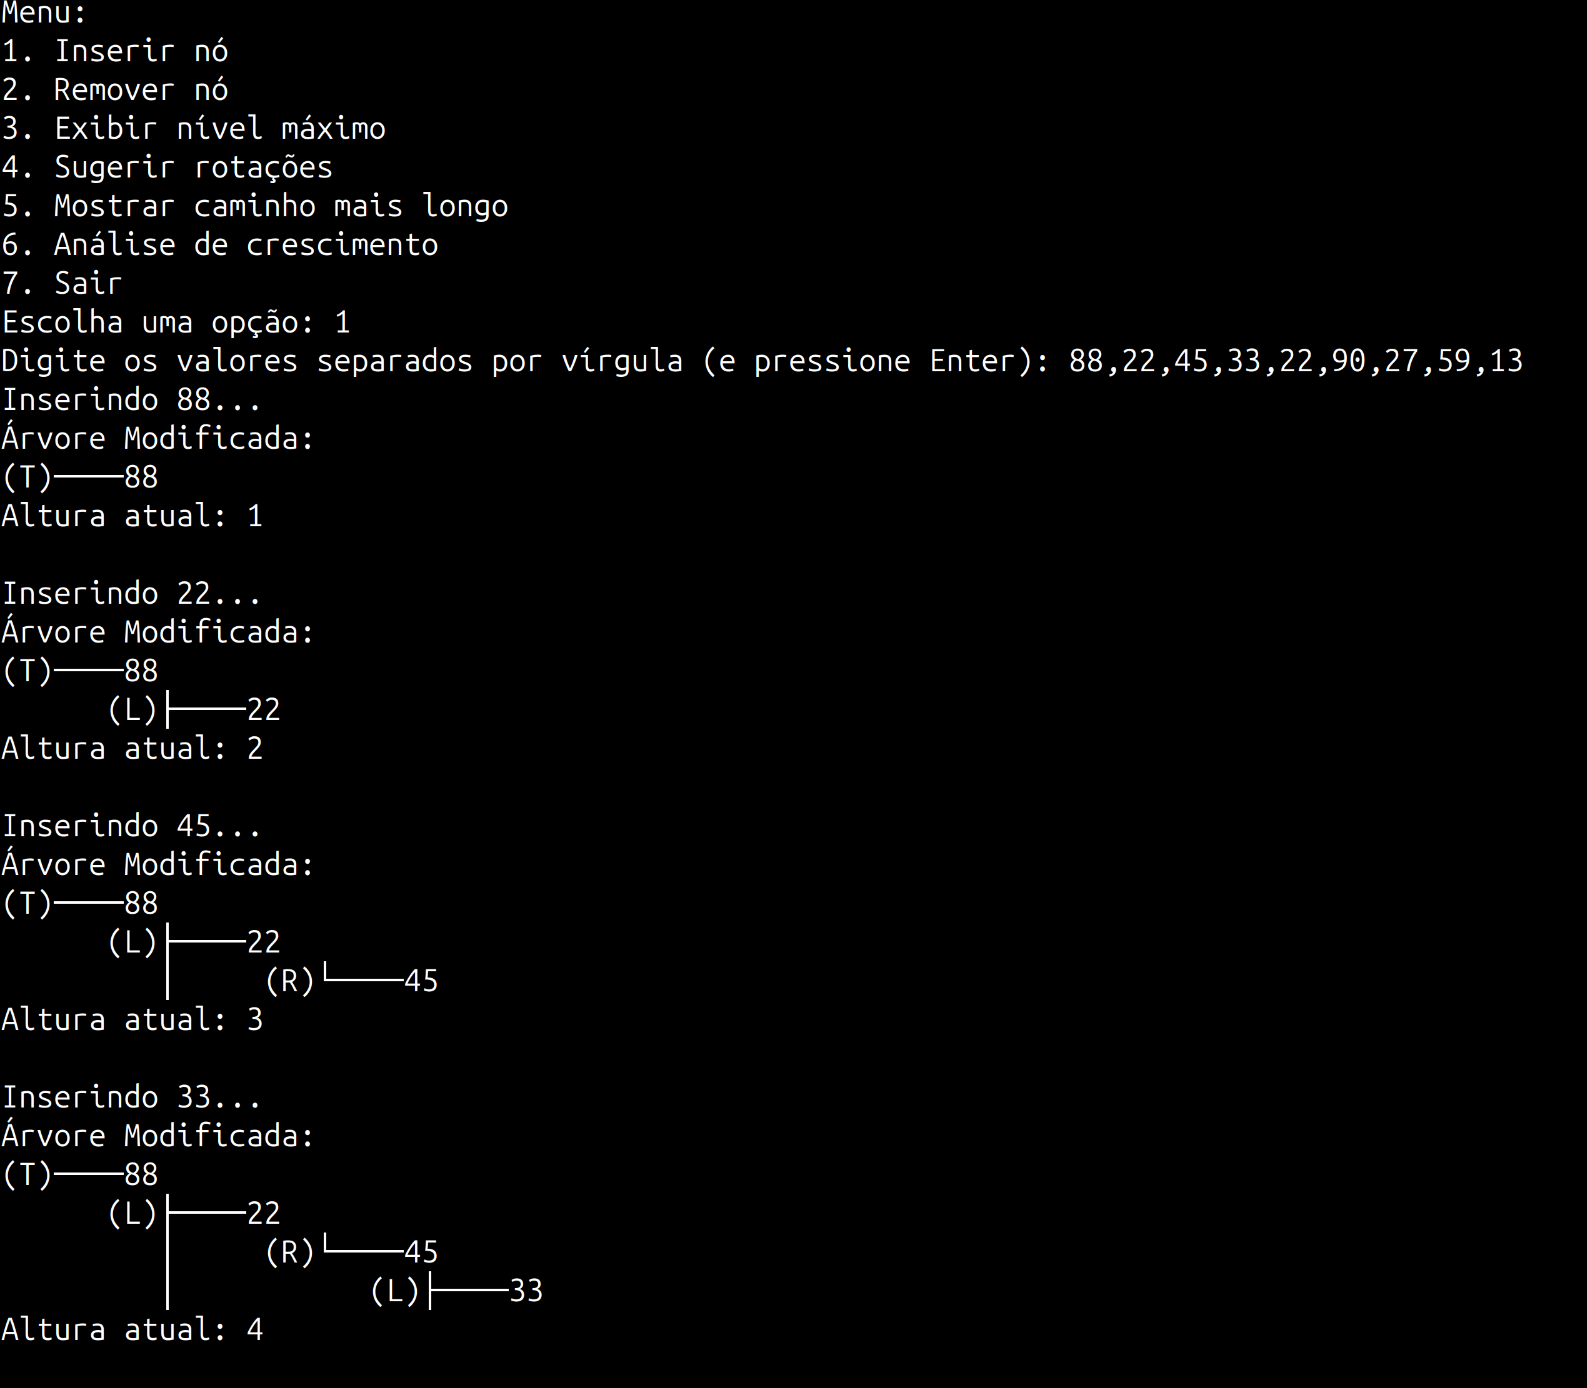 Menu:
1. Inserir nó
2. Remover nó
3. Exibir nível máximo
4. Sugerir rotações
5. Mostrar caminho mais longo
6. Análise de crescimento
7. Sair
Escolha uma opção: 1
Digite os valores separados por vírgula (e pressione Enter): 88,22,45,33,22,90,27,59,13
Inserindo 88...
Árvore Modificada:
(T)────88
Altura atual: 1

Inserindo 22...
Árvore Modificada:
(T)────88
      (L)├────22
Altura atual: 2

Inserindo 45...
Árvore Modificada:
(T)────88
      (L)├────22
         │     (R)└────45
Altura atual: 3

Inserindo 33...
Árvore Modificada:
(T)────88
      (L)├────22
         │     (R)└────45
         │           (L)├────33
Altura atual: 4